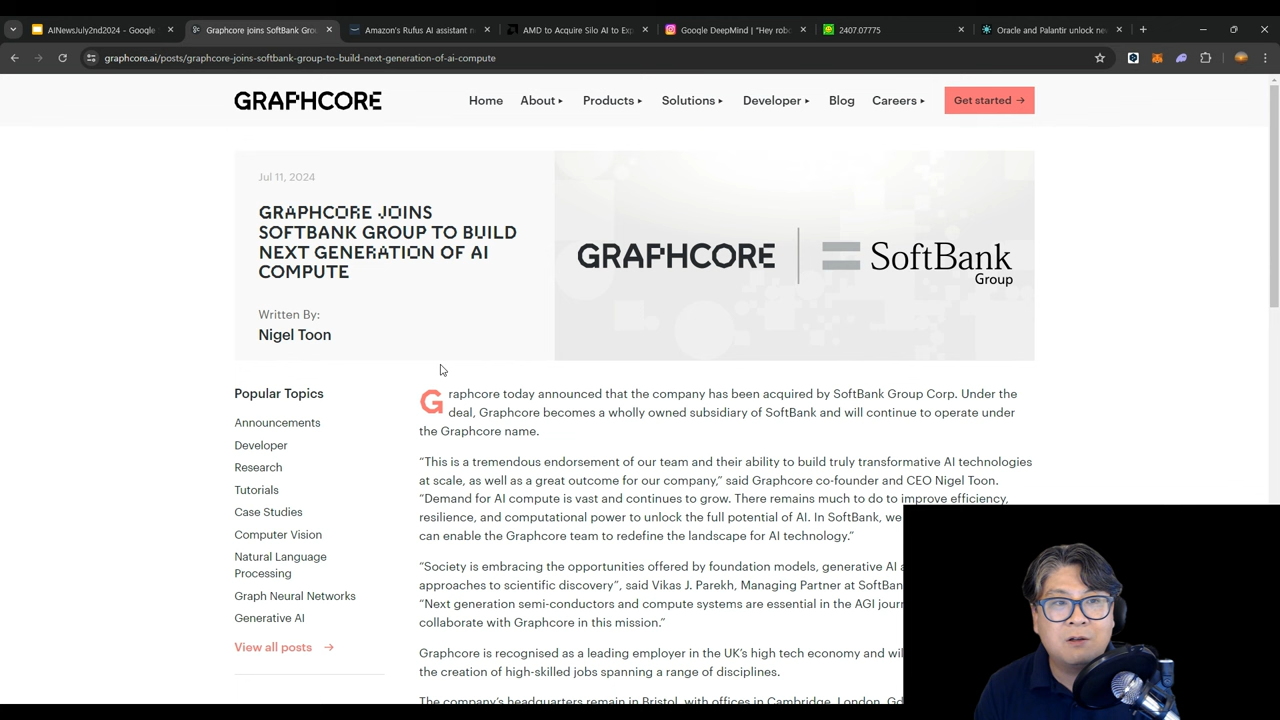 AINewsJuly2nd2024 - Google
Graphcore joins SoftBank Grou
Amazon's Rufus AI assistant n
AMD to Acquire Silo AI to Exp
Google DeepMind | "Hey rob
2407.07775
Oracle and Palantir unlock ne
graphcore.ai/posts/graphcore-joins-softbank-group-to-build-next-generation-of-ai-compute
GRAPHCORE
Home
About
Products
Solutions
Developer
Blog
Careers
Get started →
Jul 11, 2024
GRAPHCORE JOINS
SOFTBANK GROUP TO BUILD
NEXT GENERATION OF AI
COMPUTE
Written By:
Nigel Toon
GRAPHCORE
SoftBank
Group
Popular Topics
Announcements
Developer
Research
Tutorials
Case Studies
Computer Vision
Natural Language
Processing
Graph Neural Networks
Generative AI
View all posts →
Graphcore today announced that the company has been acquired by SoftBank Group Corp. Under the
deal, Graphcore becomes a wholly owned subsidiary of SoftBank and will continue to operate under
the Graphcore name.
“This is a tremendous endorsement of our team and their ability to build truly transformative AI technologies
at scale, as well as a great outcome for our company,” said Graphcore co-founder and CEO Nigel Toon.
“Demand for AI compute is vast and continues to grow. There remains much to do to improve efficiency,
resilience, and computational power to unlock the full potential of AI. In SoftBank, we
can enable the Graphcore team to redefine the landscape for AI technology.”
“Society is embracing the opportunities offered by foundation models, generative AI
approaches to scientific discovery”, said Vikas J. Parekh, Managing Partner at SoftBan
“Next generation semi-conductors and compute systems are essential in the AGI journ
collaborate with Graphcore in this mission.”
Graphcore is recognised as a leading employer in the UK’s high tech economy and wil
the creation of high-skilled jobs spanning a range of disciplines.
The company’s headquarters remain in Bristol, with offices in Cambridge, London, Gd